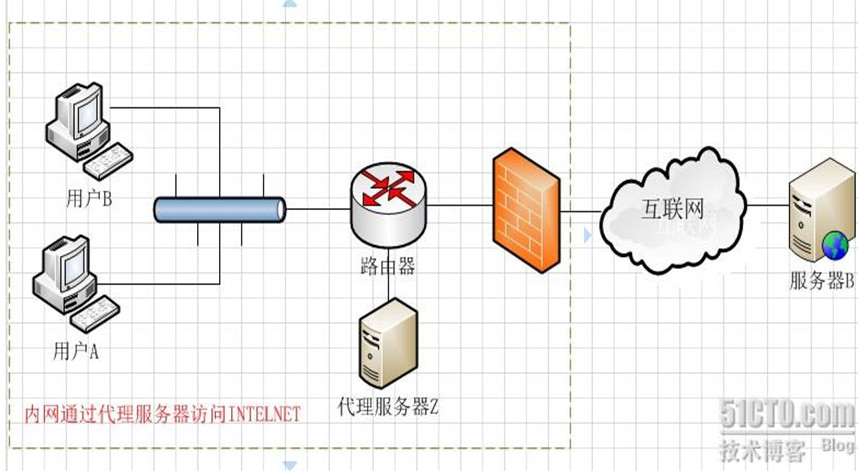 用户B
用户A
路由器
代理服务器Z
互联网
服务器B
内网通过代理服务器访问INTELNET
51CTO.com
技术博客 Blog